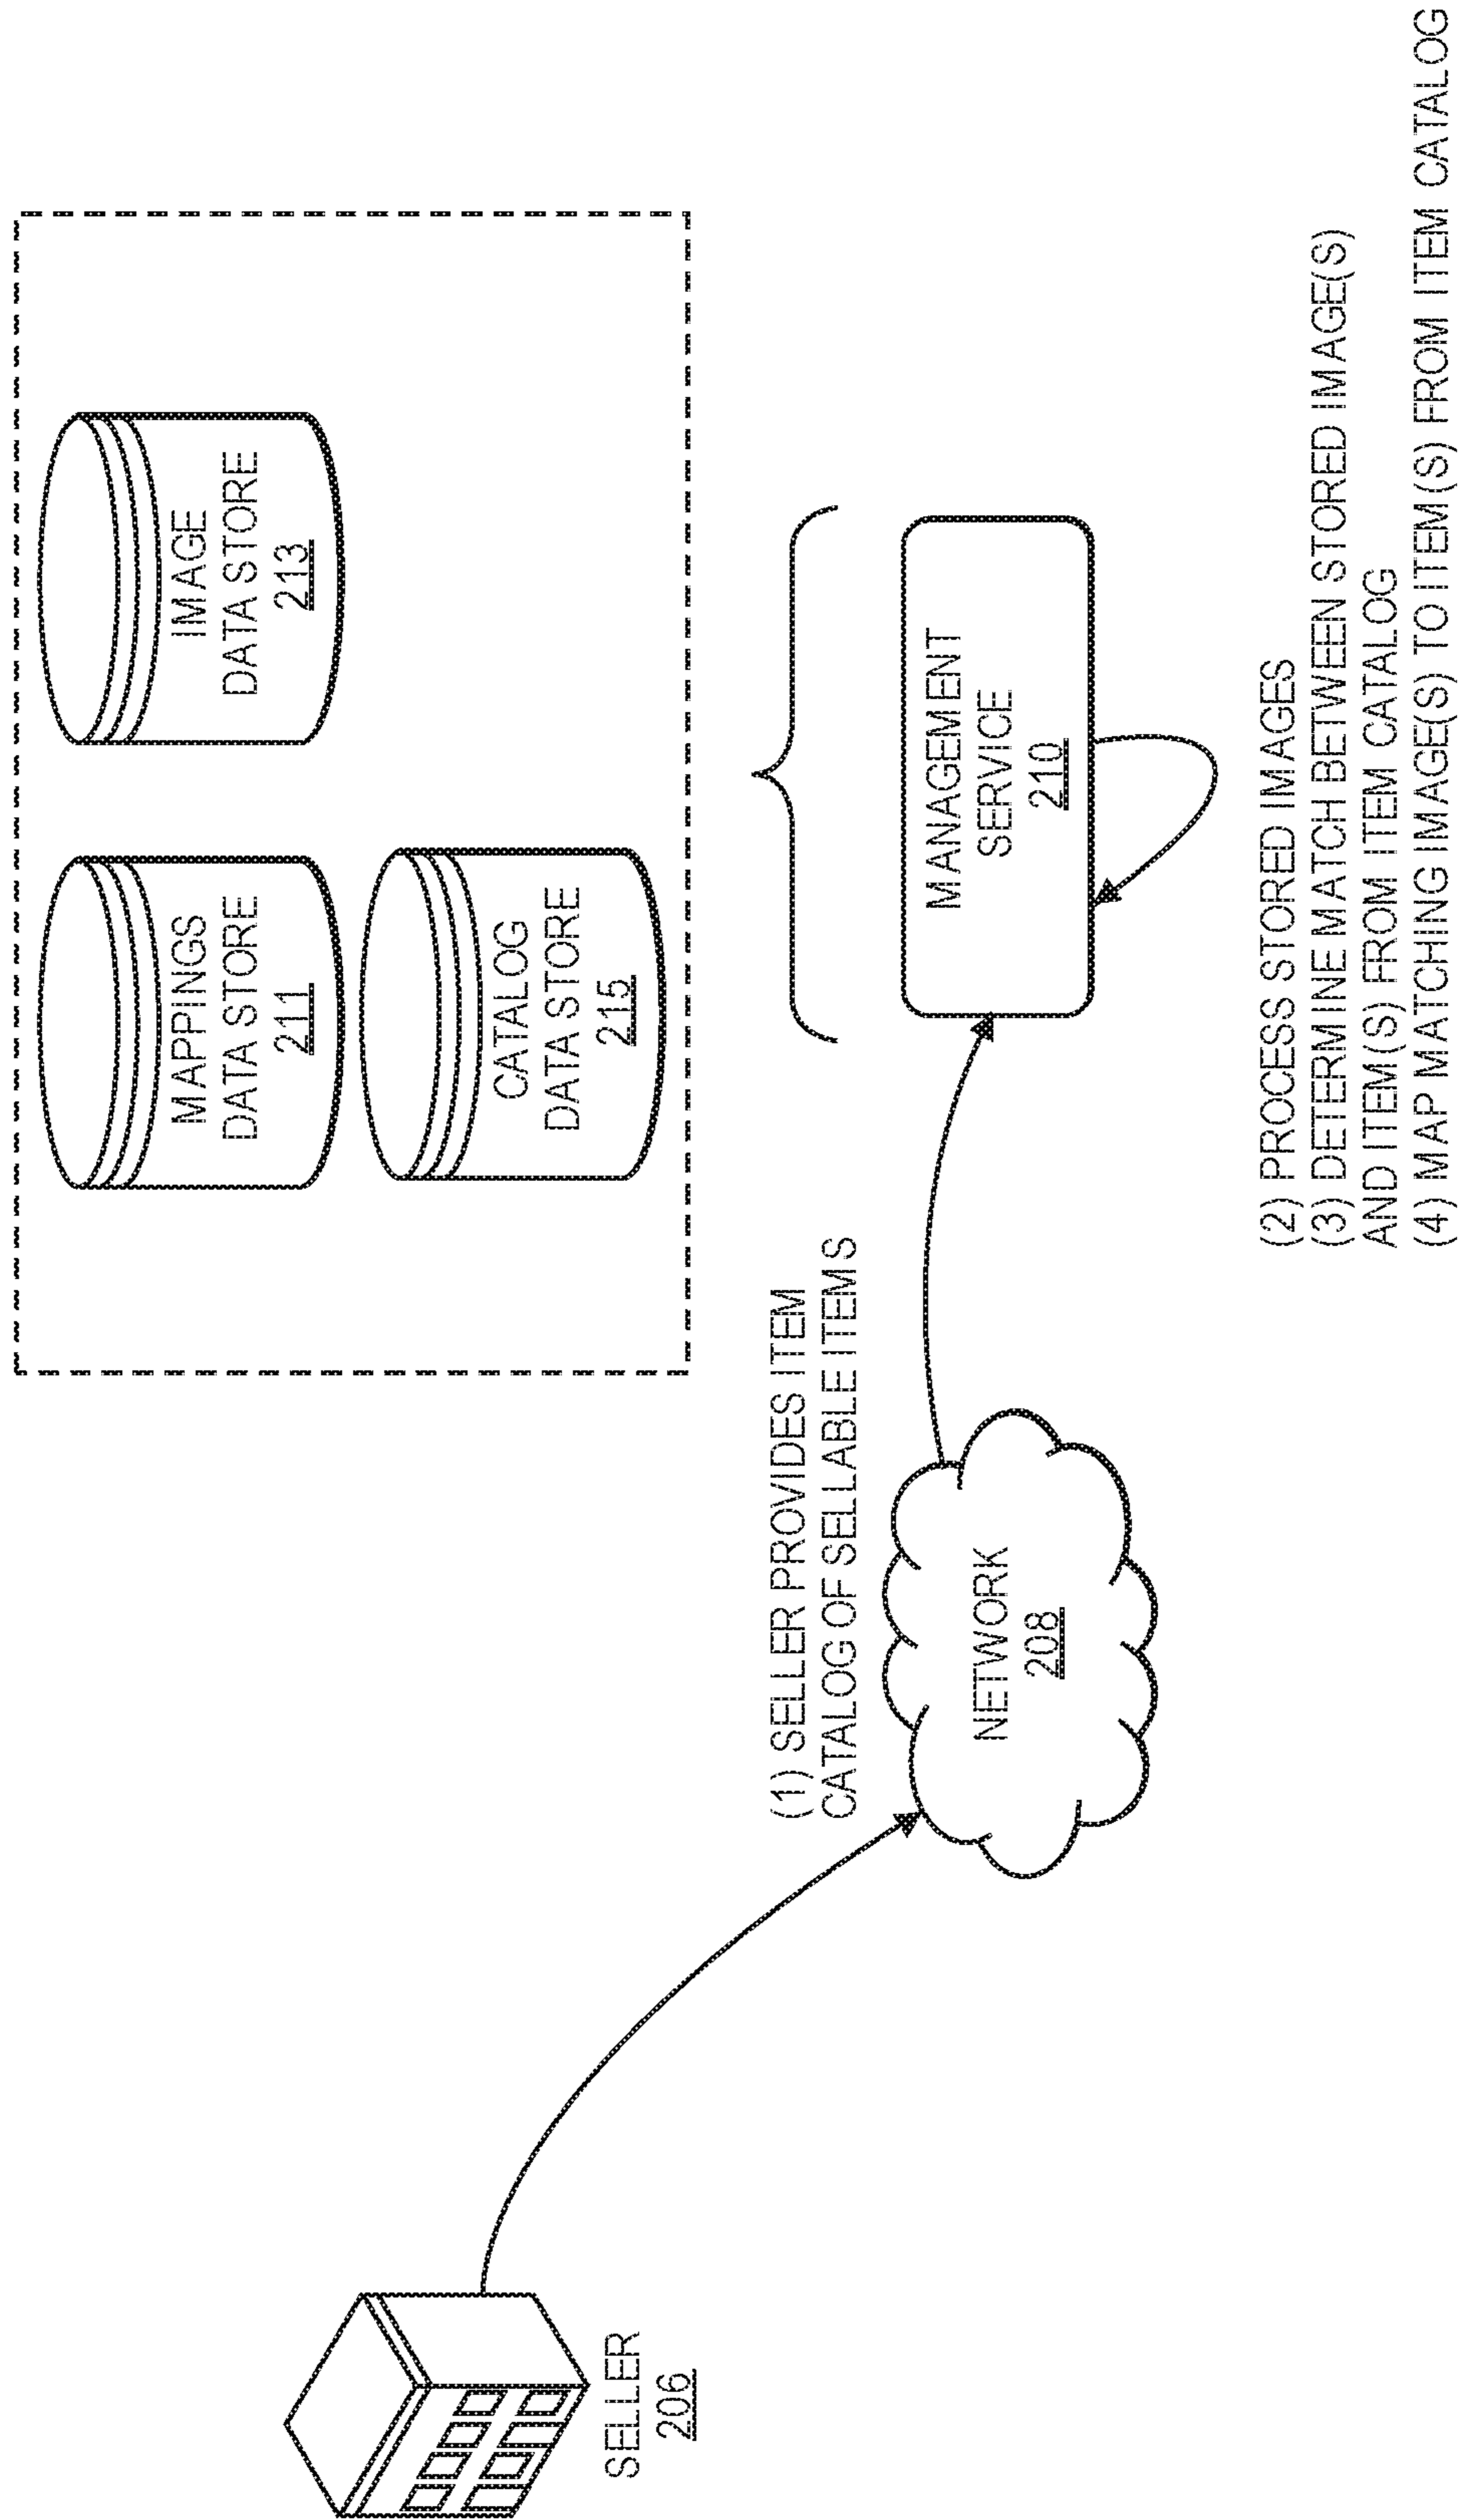 MAPPINGS
DATA STORE
211
IMAGE
DATA STORE
213
CATALOG
DATA STORE
215
(1) SELLER PROVIDES ITEM
CATALOG OF SELLABLE ITEMS
SELLER
206
NETWORK
208
MANAGEMENT
SERVICE
210
(2) PROCESS STORED IMAGES
(3) DETERMINE MATCH BETWEEN STORED IMAGE(S)
AND ITEM(S) FROM ITEM CATALOG
(4) MAP MATCHING IMAGE(S) TO ITEM(S) FROM ITEM CATALOG